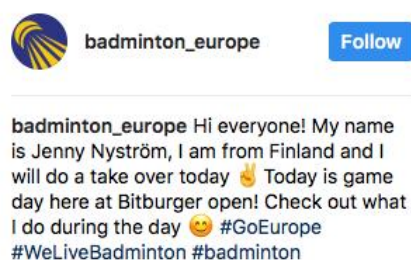 badminton_europe
Follow
badminton_europe Hi everyone! My name
is Jenny Nyström, I am from Finland and I
will do a take over today ✌️ Today is game
day here at Bitburger open! Check out what
I do during the day 😊 #GoEurope
#WeLiveBadminton #badminton